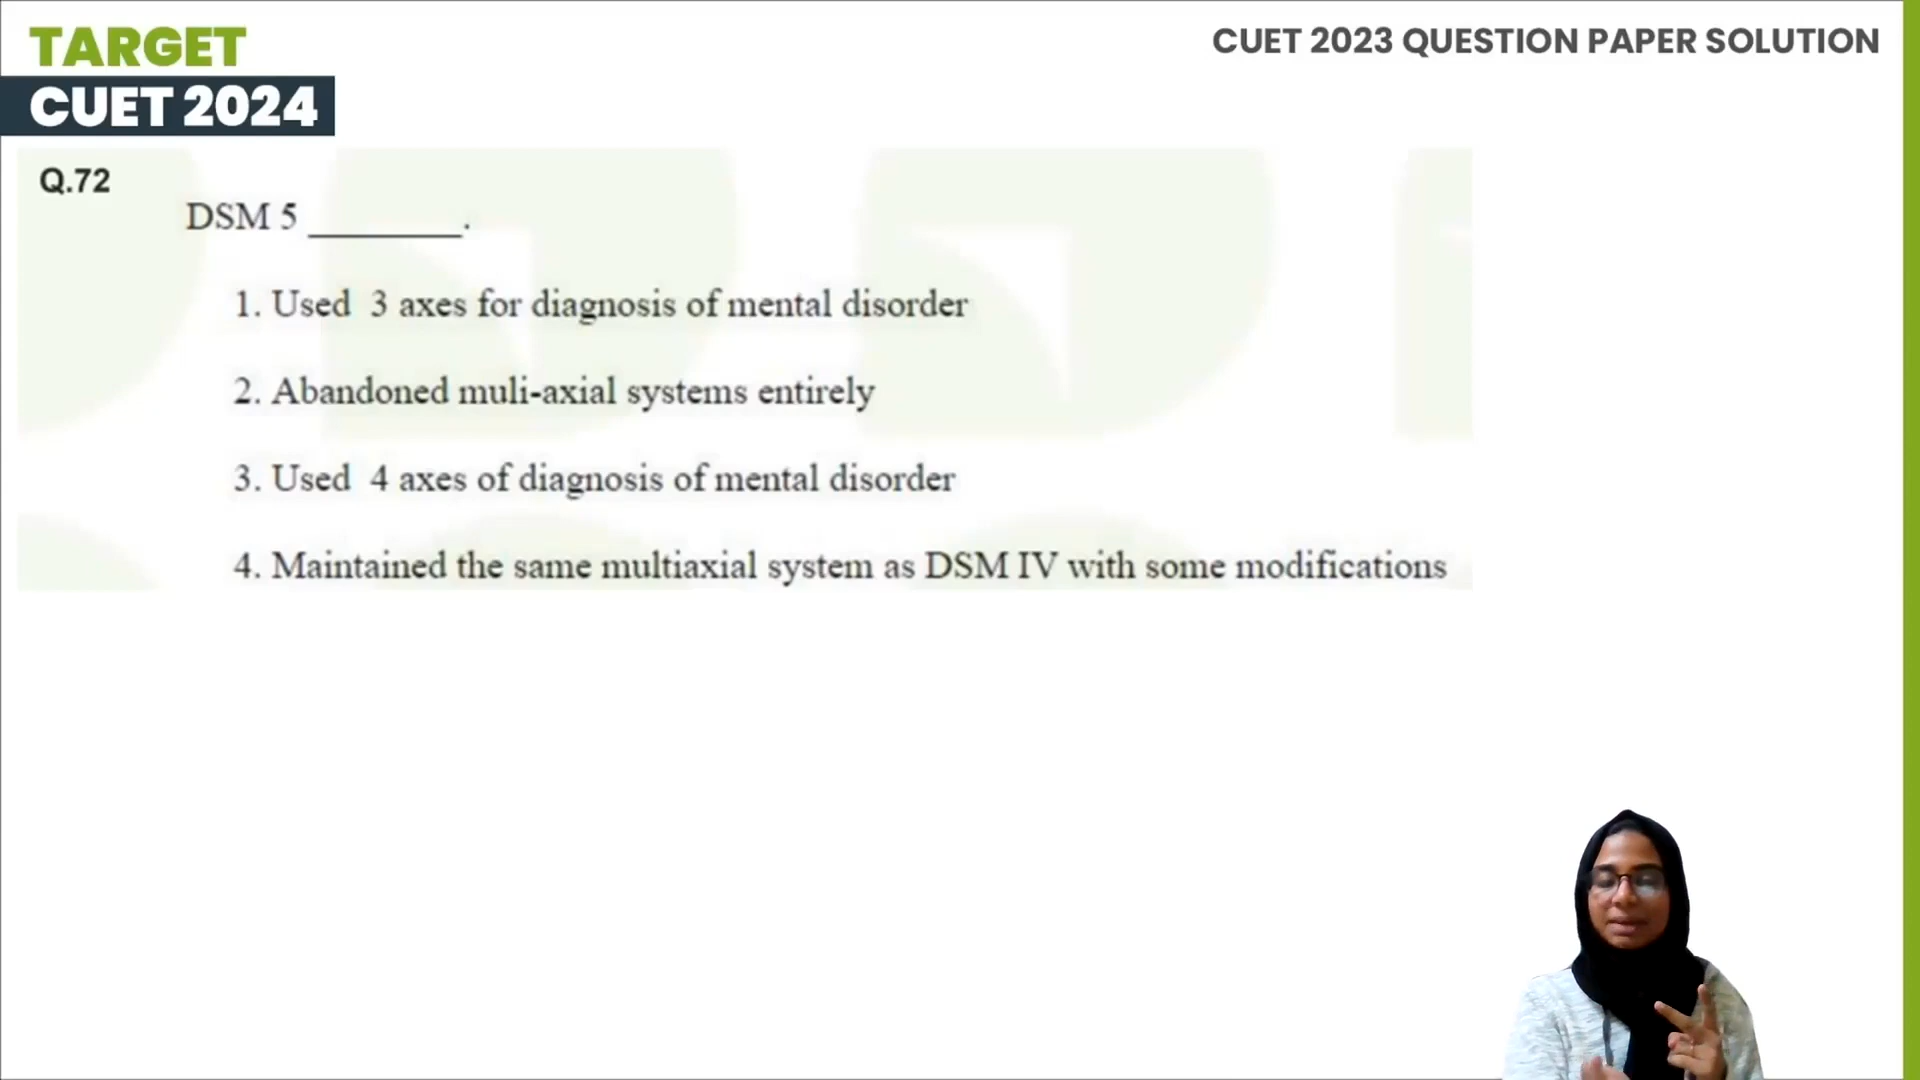 TARGET
CUET 2024
CUET 2023 QUESTION PAPER SOLUTION
Q.72
DSM 5 ________.
1. Used 3 axes for diagnosis of mental disorder
2. Abandoned muli-axial systems entirely
3. Used 4 axes of diagnosis of mental disorder
4. Maintained the same multiaxial system as DSM IV with some modifications